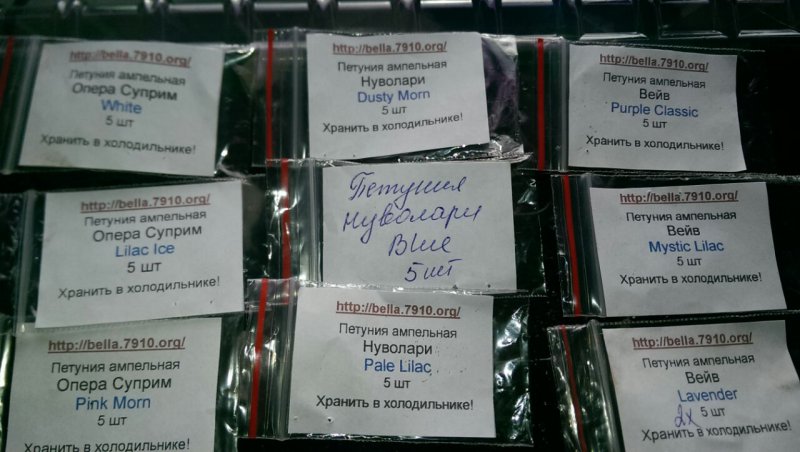 http://bella.7910.org/
Петуния ампельная
Опера Суприм
White
5 шт
Хранить в холодильнике!
http://bella.7910.org/
Петуния ампельная
Нуволари
Dusty Morn
5 шт
Хранить в холодильнике!
http://bella.7910.org/
Петуния ампельная
Вейв
Purple Classic
5 шт
Хранить в холодильнике!
http://bella.7910.org/
Петуния ампельная
Опера Суприм
Lilac Ice
5 шт
Хранить в холодильнике!
Петуния
Нуволари
Blue
5 шт
http://bella.7910.org/
Петуния ампельная
Вейв
Mystic Lilac
5 шт
Хранить в холодильнике!
http://bella.7910.org/
Петуния ампельная
Опера Суприм
Pink Morn
5 шт
Хранить в холодильнике!
http://bella.7910.org/
Петуния ампельная
Нуволари
Pale Lilac
5 шт
Хранить в холодильнике!
http://bella.7910.org/
Петуния ампельная
Вейв
Lavender
2х 5 шт
Хранить в холодильнике!